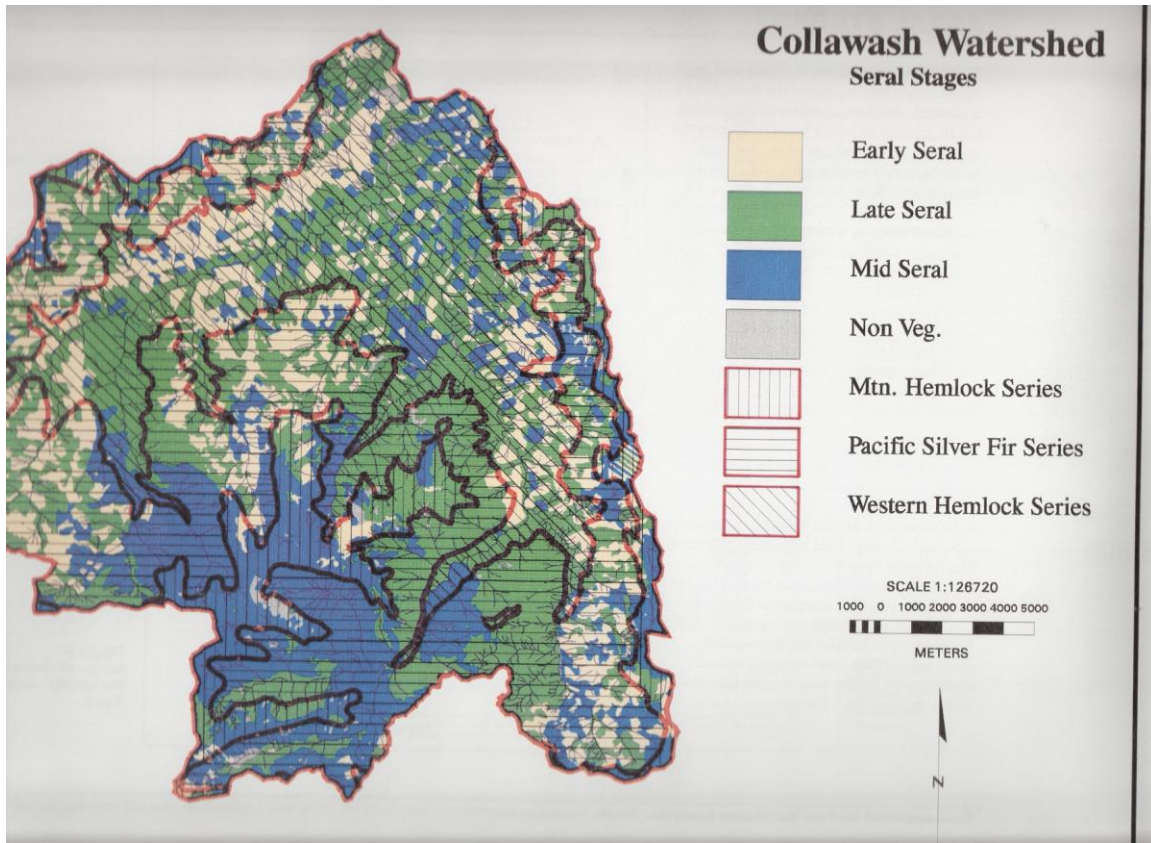 Collawash Watershed
Seral Stages
Early Seral
Late Seral
Mid Seral
Non Veg.
Mtn. Hemlock Series
Pacific Silver Fir Series
Western Hemlock Series
SCALE 1:126720
1000 0 1000 2000 3000 4000 5000
METERS
N